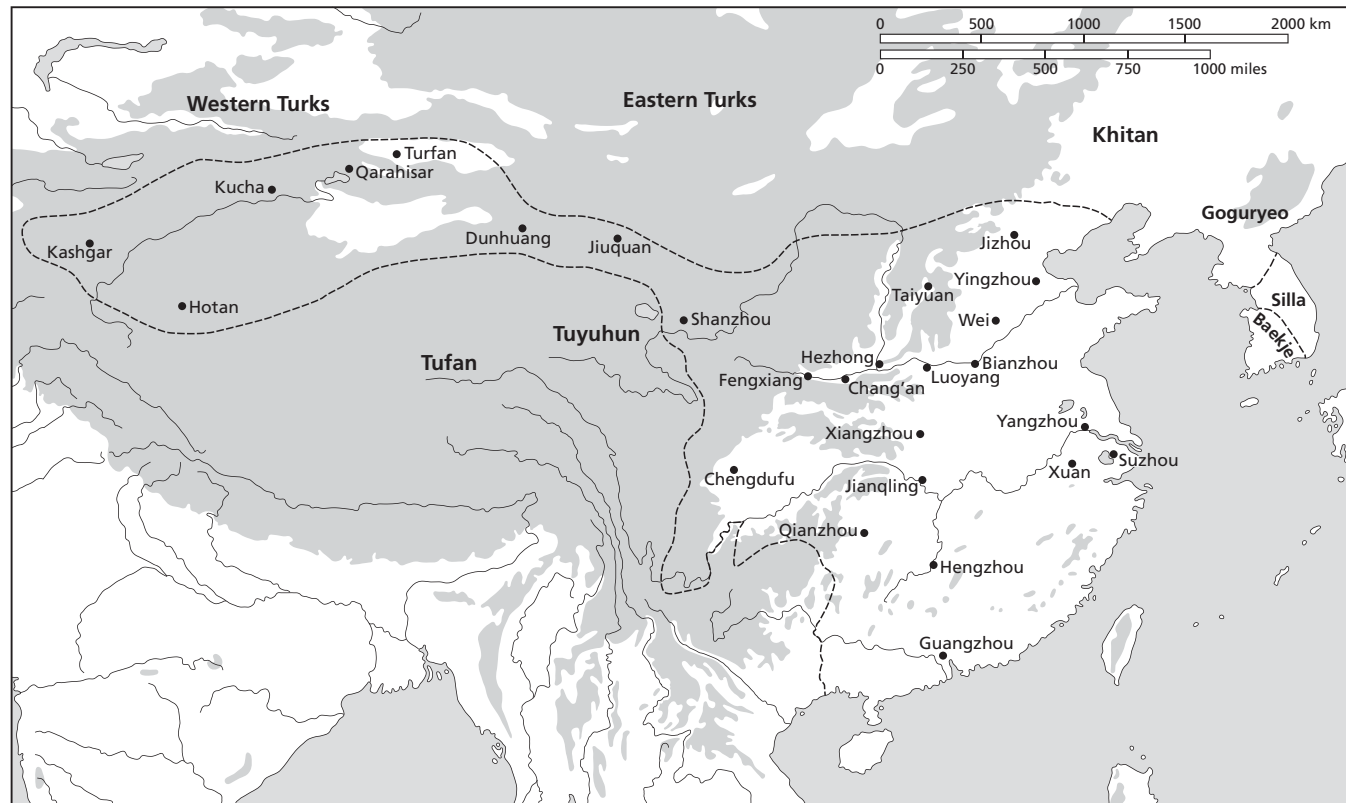 0 500 1000 1500 2000 km
0 250 500 750 1000 miles
Western Turks
Eastern Turks
Khitan
Turfan
Qarahisar
Kucha
Goguryeo
Kashgar
Dunhuang
Jiuquan
Jizhou
Yingzhou
Taiyuan
Hotan
Silla
Shanzhou
Wei
Baekje
Tuyuhun
Tufan
Hezhong
Bianzhou
Fengxiang
Luoyang
Chang'an
Yangzhou
Xiangzhou
Suzhou
Xuan
Chengdufu
Jianqling
Qianzhou
Hengzhou
Guangzhou